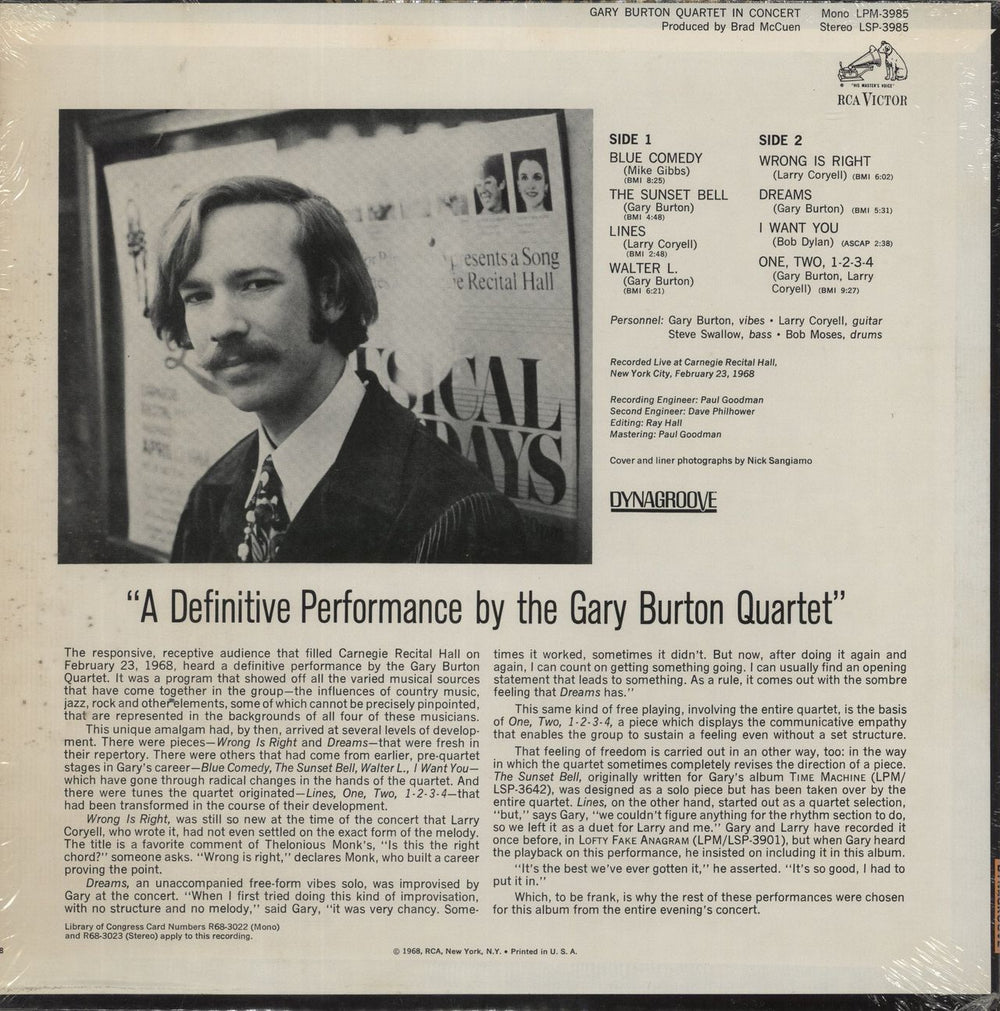 GARY BURTON QUARTET IN CONCERT Mono LPM-3985
Produced by Brad McCuen Stereo LSP-3985
"HIS MASTER'S VOICE"
RCA VICTOR
SIDE 1
BLUE COMEDY
(Mike Gibbs)
(BMI 8:25)
THE SUNSET BELL
(Gary Burton)
(BMI 4:48)
LINES
(Larry Coryell)
(BMI 2:48)
WALTER L.
(Gary Burton)
(BMI 6:21)
SIDE 2
WRONG IS RIGHT
(Larry Coryell) (BMI 6:02)
DREAMS
(Gary Burton) (BMI 5:31)
I WANT YOU
(Bob Dylan) (ASCAP 2:38)
ONE, TWO, 1-2-3-4
(Gary Burton, Larry
Coryell) (BMI 9:27)
Personnel: Gary Burton, vibes • Larry Coryell, guitar
Steve Swallow, bass • Bob Moses, drums
Recorded Live at Carnegie Recital Hall,
New York City, February 23, 1968
Recording Engineer: Paul Goodman
Second Engineer: Dave Philhower
Editing: Ray Hall
Mastering: Paul Goodman
Cover and liner photographs by Nick Sangiamo
DYNAGROOVE
esents a Song
e Recital Hall
SICAL
DAYS
APRIL
"A Definitive Performance by the Gary Burton Quartet"
The responsive, receptive audience that filled Carnegie Recital Hall on
February 23, 1968, heard a definitive performance by the Gary Burton
Quartet. It was a program that showed off all the varied musical sources
that have come together in the group—the influences of country music,
jazz, rock and other elements, some of which cannot be precisely pinpointed,
that are represented in the backgrounds of all four of these musicians.
This unique amalgam had, by then, arrived at several levels of develop-
ment. There were pieces—Wrong Is Right and Dreams—that were fresh in
their repertory. There were others that had come from earlier, pre-quartet
stages in Gary's career—Blue Comedy, The Sunset Bell, Walter L., I Want You—
which have gone through radical changes in the hands of the quartet. And
there were tunes the quartet originated—Lines, One, Two, 1-2-3-4—that
had been transformed in the course of their development.
Wrong Is Right, was still so new at the time of the concert that Larry
Coryell, who wrote it, had not even settled on the exact form of the melody.
The title is a favorite comment of Thelonious Monk's, "Is this the right
chord?" someone asks. "Wrong is right," declares Monk, who built a career
proving the point.
Dreams, an unaccompanied free-form vibes solo, was improvised by
Gary at the concert. "When I first tried doing this kind of improvisation,
with no structure and no melody," said Gary, "it was very chancy. Some-
times it worked, sometimes it didn't. But now, after doing it again and
again, I can count on getting something going. I can usually find an opening
statement that leads to something. As a rule, it comes out with the sombre
feeling that Dreams has."
This same kind of free playing, involving the entire quartet, is the basis
of One, Two, 1-2-3-4, a piece which displays the communicative empathy
that enables the group to sustain a feeling even without a set structure.
That feeling of freedom is carried out in an other way, too: in the way
in which the quartet sometimes completely revises the direction of a piece.
The Sunset Bell, originally written for Gary's album TIME MACHINE (LPM/
LSP-3642), was designed as a solo piece but has been taken over by the
entire quartet. Lines, on the other hand, started out as a quartet selection,
"but," says Gary, "we couldn't figure anything for the rhythm section to do,
so we left it as a duet for Larry and me." Gary and Larry have recorded it
once before, in LOFTY FAKE ANAGRAM (LPM/LSP-3901), but when Gary heard
the playback on this performance, he insisted on including it in this album.
"It's the best we've ever gotten it," he asserted. "It's so good, I had to
put it in."
Which, to be frank, is why the rest of these performances were chosen
for this album from the entire evening's concert.
Library of Congress Card Numbers R68-3022 (Mono)
and R68-3023 (Stereo) apply to this recording.
© 1968, RCA, New York, N.Y. • Printed in U. S. A.